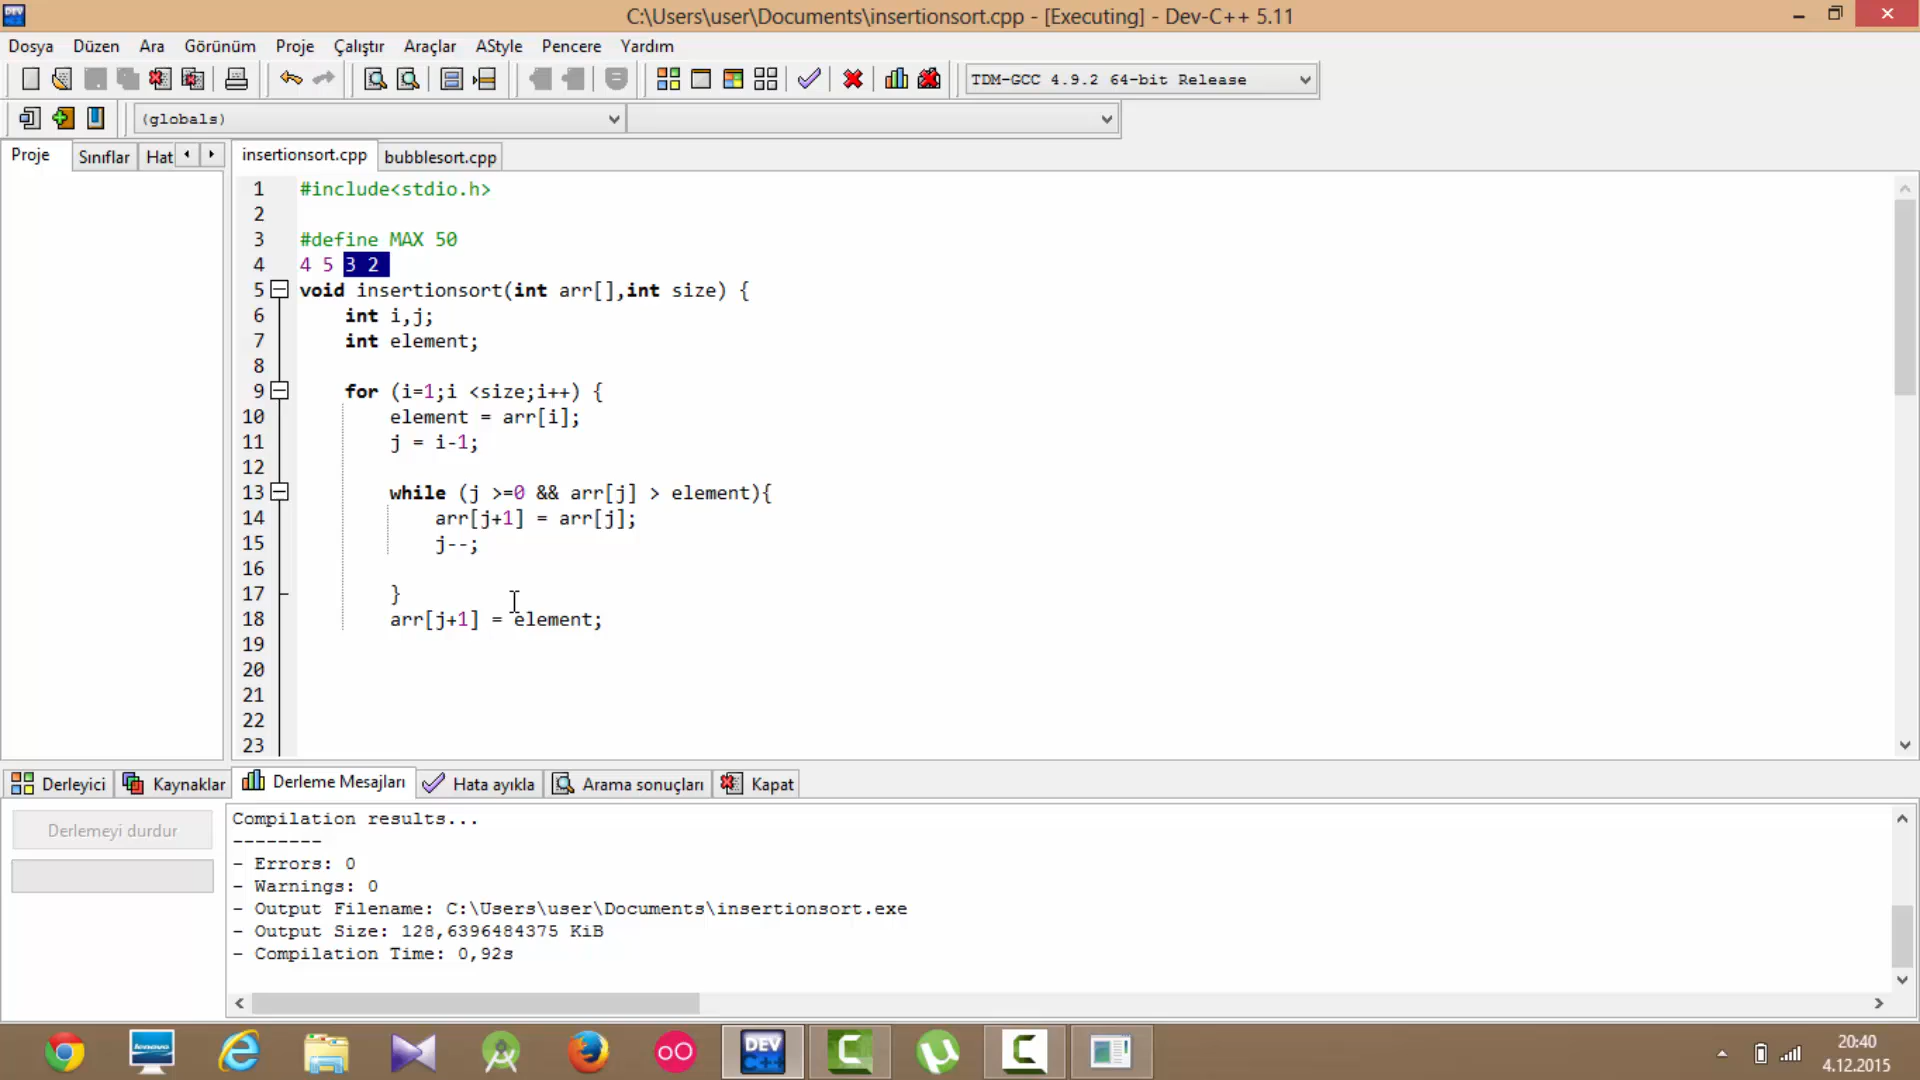 C:\Users\user\Documents\insertionsort.cpp - [Executing] - Dev-C++ 5.11
Dosya Düzen Ara Görünüm Proje Çalıştır Araçlar AStyle Pencere Yardım
TDM-GCC 4.9.2 64-bit Release
(globals)
Proje Sınıflar Hat insertionsort.cpp bubblesort.cpp
1 #include<stdio.h>
2
3 #define MAX 50
4 4 5 3 2
5 void insertionsort(int arr[],int size) {
6 int i,j;
7 int element;
8
9 for (i=1;i <size;i++) {
10 element = arr[i];
11 j = i-1;
12
13 while (j >=0 && arr[j] > element){
14 arr[j+1] = arr[j];
15 j--;
16
17 }
18 arr[j+1] = element;
19
20
21
22
23
Derleyici Kaynaklar Derleme Mesajları Hata ayıkla Arama sonuçları Kapat
Derlemeyi durdur
Compilation results...
--------
- Errors: 0
- Warnings: 0
- Output Filename: C:\Users\user\Documents\insertionsort.exe
- Output Size: 128,6396484375 KiB
- Compilation Time: 0,92s
lenovo
DEV
C++
20:40
4.12.2015